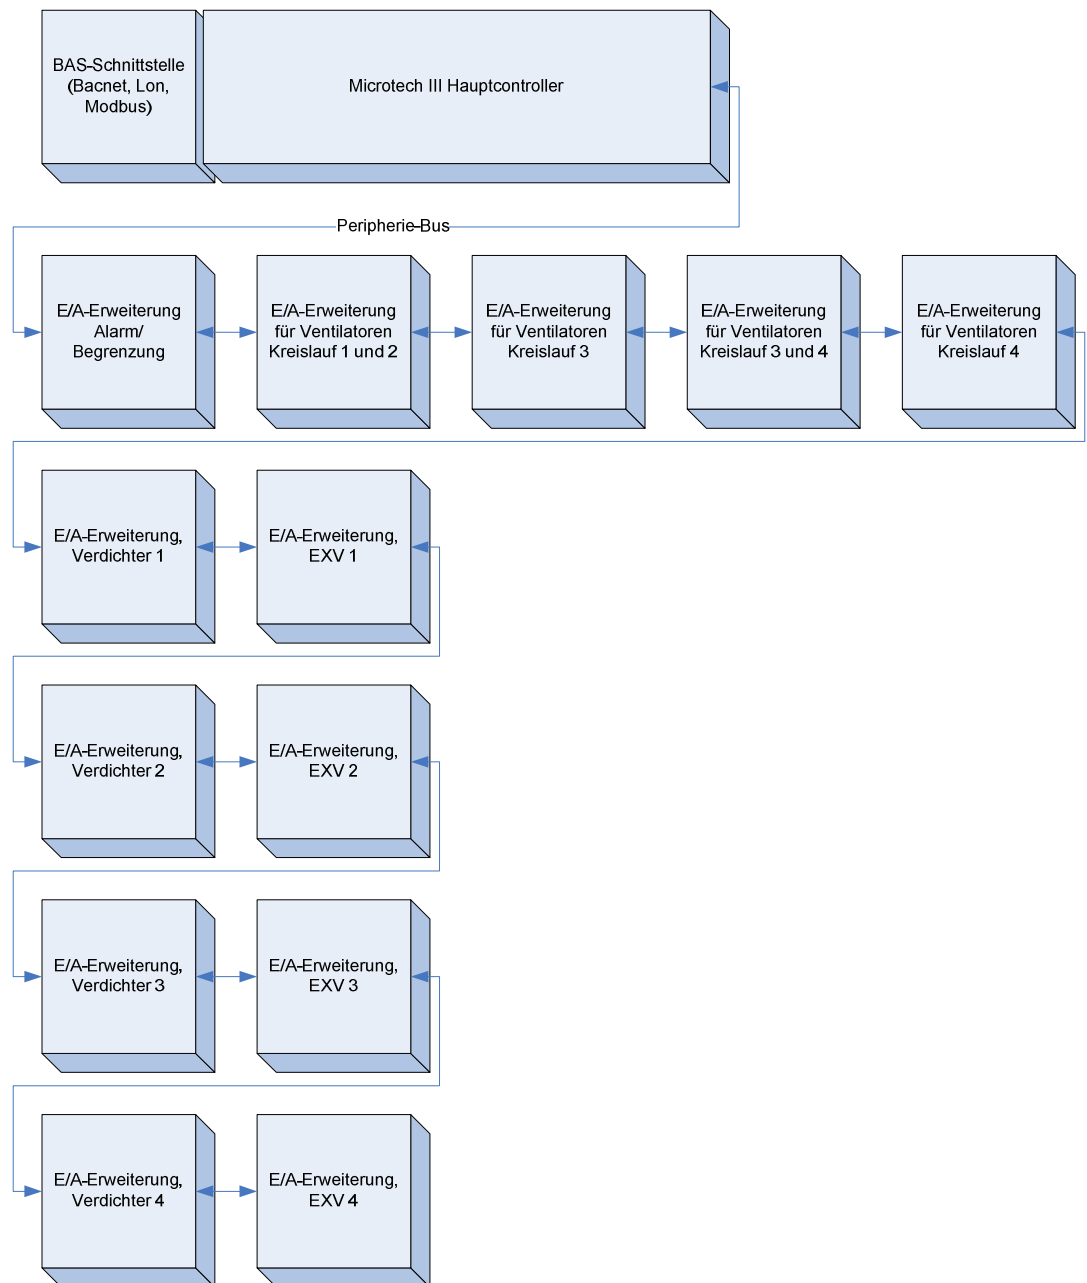 BAS-Schnittstelle
(Bacnet, Lon,
Modbus)
Microtech III Hauptcontroller
Peripherie-Bus
E/A-Erweiterung
Alarm/
Begrenzung
E/A-Erweiterung
für Ventilatoren
Kreislauf 1 und 2
E/A-Erweiterung
für Ventilatoren
Kreislauf 3
E/A-Erweiterung
für Ventilatoren
Kreislauf 3 und 4
E/A-Erweiterung
für Ventilatoren
Kreislauf 4
E/A-Erweiterung,
Verdichter 1
E/A-Erweiterung,
EXV 1
E/A-Erweiterung,
Verdichter 2
E/A-Erweiterung,
EXV 2
E/A-Erweiterung,
Verdichter 3
E/A-Erweiterung,
EXV 3
E/A-Erweiterung,
Verdichter 4
E/A-Erweiterung,
EXV 4